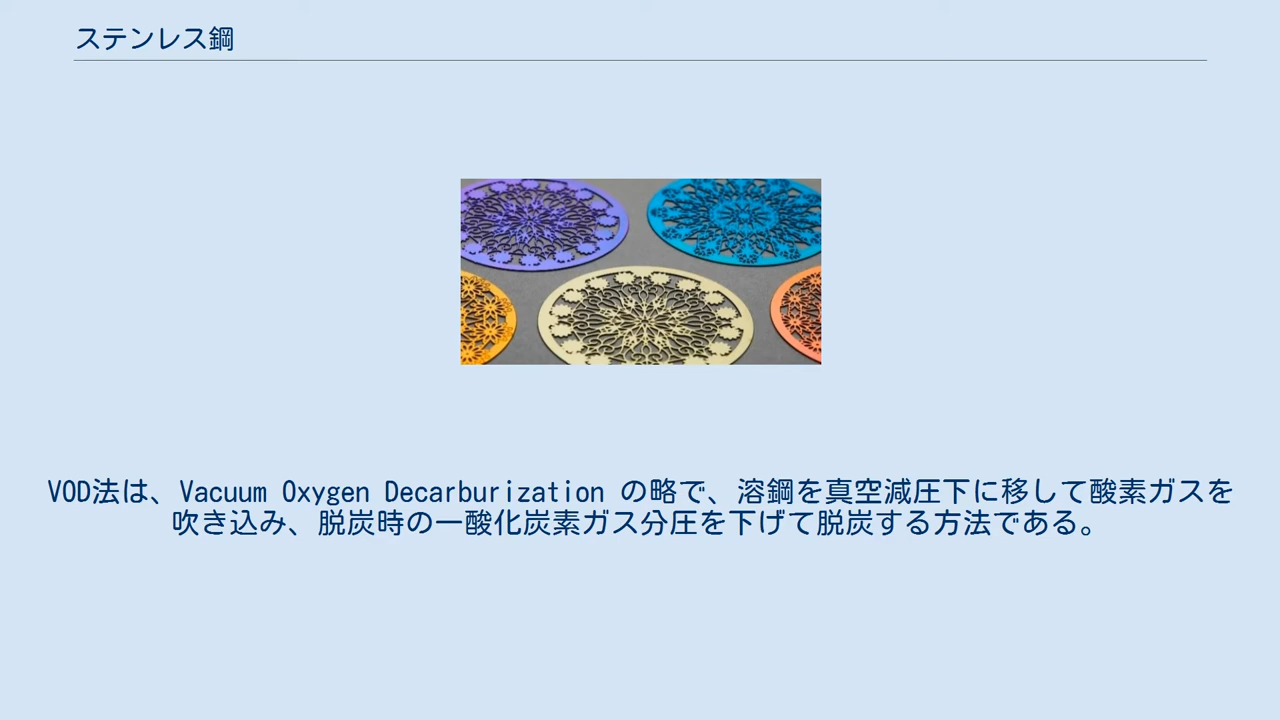 ステンレス鋼
VOD法は、Vacuum Oxygen Decarburization の略で、溶鋼を真空減圧下に移して酸素ガスを
吹き込み、脱炭時の一酸化炭素ガス分圧を下げて脱炭する方法である。